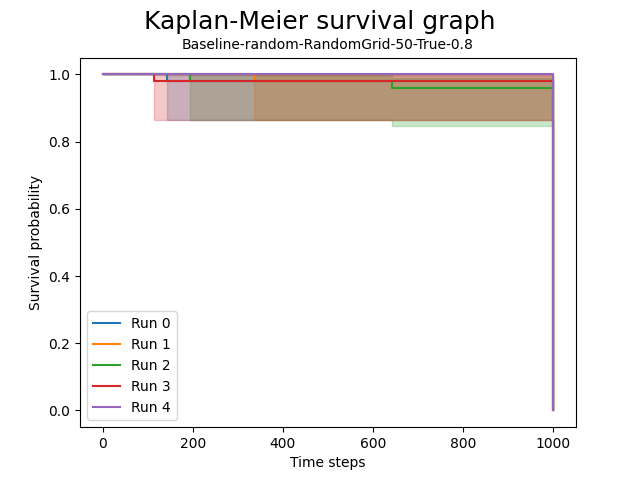 Kaplan-Meier survival graph
Baseline-random-RandomGrid-50-True-0.8
1.0
0.8
0.6
0.4
0.2
0.0
Survival probability
Run 0
Run 1
Run 2
Run 3
Run 4
0 200 400 600 800 1000
Time steps